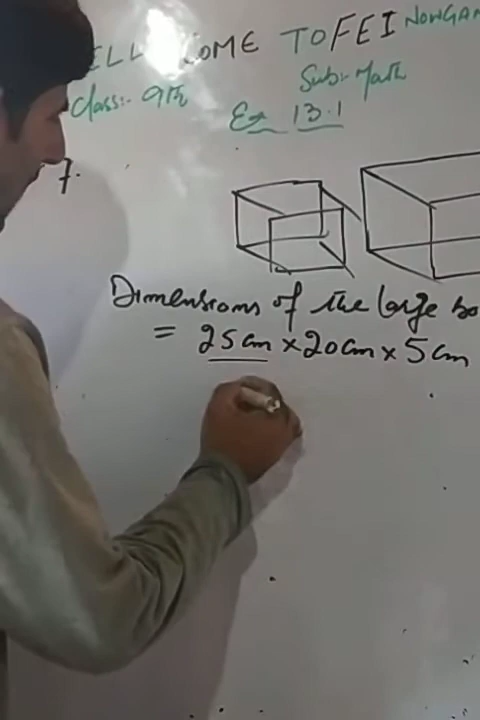 COME TO FEI NOWGAM
Sub:- Math
Class:- 9th
Ex 13.1
7.
Dimensions of the large
= 25cm × 20cm × 5cm